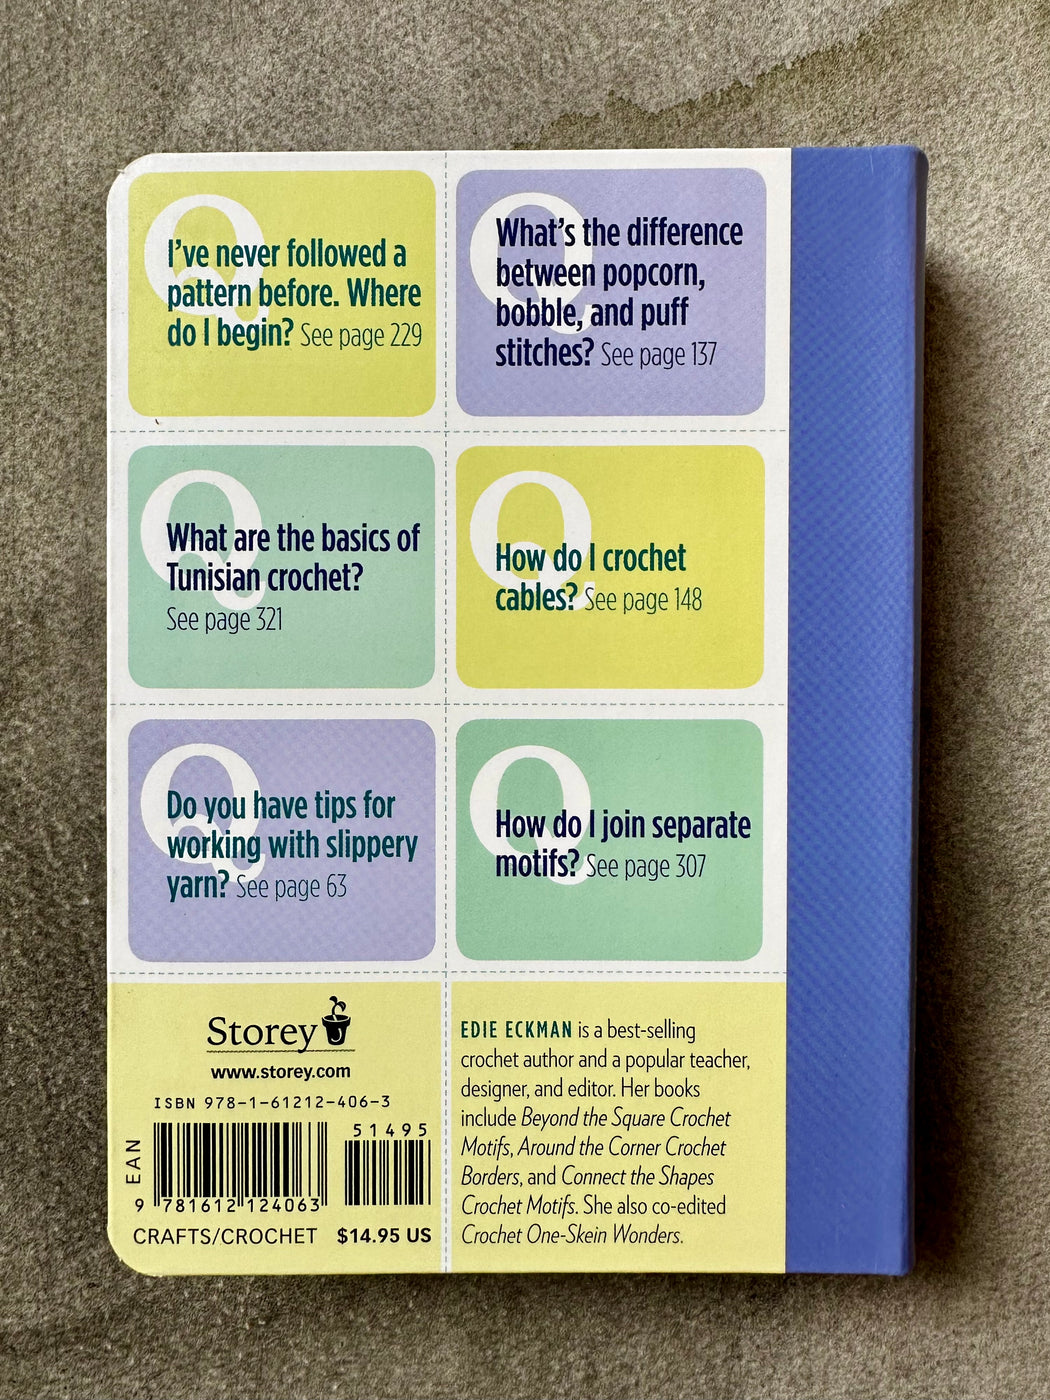 Q
I've never followed a
pattern before. Where
do I begin? See page 229
Q
What's the difference
between popcorn,
bobble, and puff
stitches? See page 137
Q
What are the basics of
Tunisian crochet?
See page 321
Q
How do I crochet
cables? See page 148
Q
Do you have tips for
working with slippery
yarn? See page 63
Q
How do I join separate
motifs? See page 307
Storey
www.storey.com
ISBN 978-1-61212-406-3
51495
EAN
9 781612 124063
CRAFTS/CROCHET $14.95 US
EDIE ECKMAN is a best-selling
crochet author and a popular teacher,
designer, and editor. Her books
include Beyond the Square Crochet
Motifs, Around the Corner Crochet
Borders, and Connect the Shapes
Crochet Motifs. She also co-edited
Crochet One-Skein Wonders.